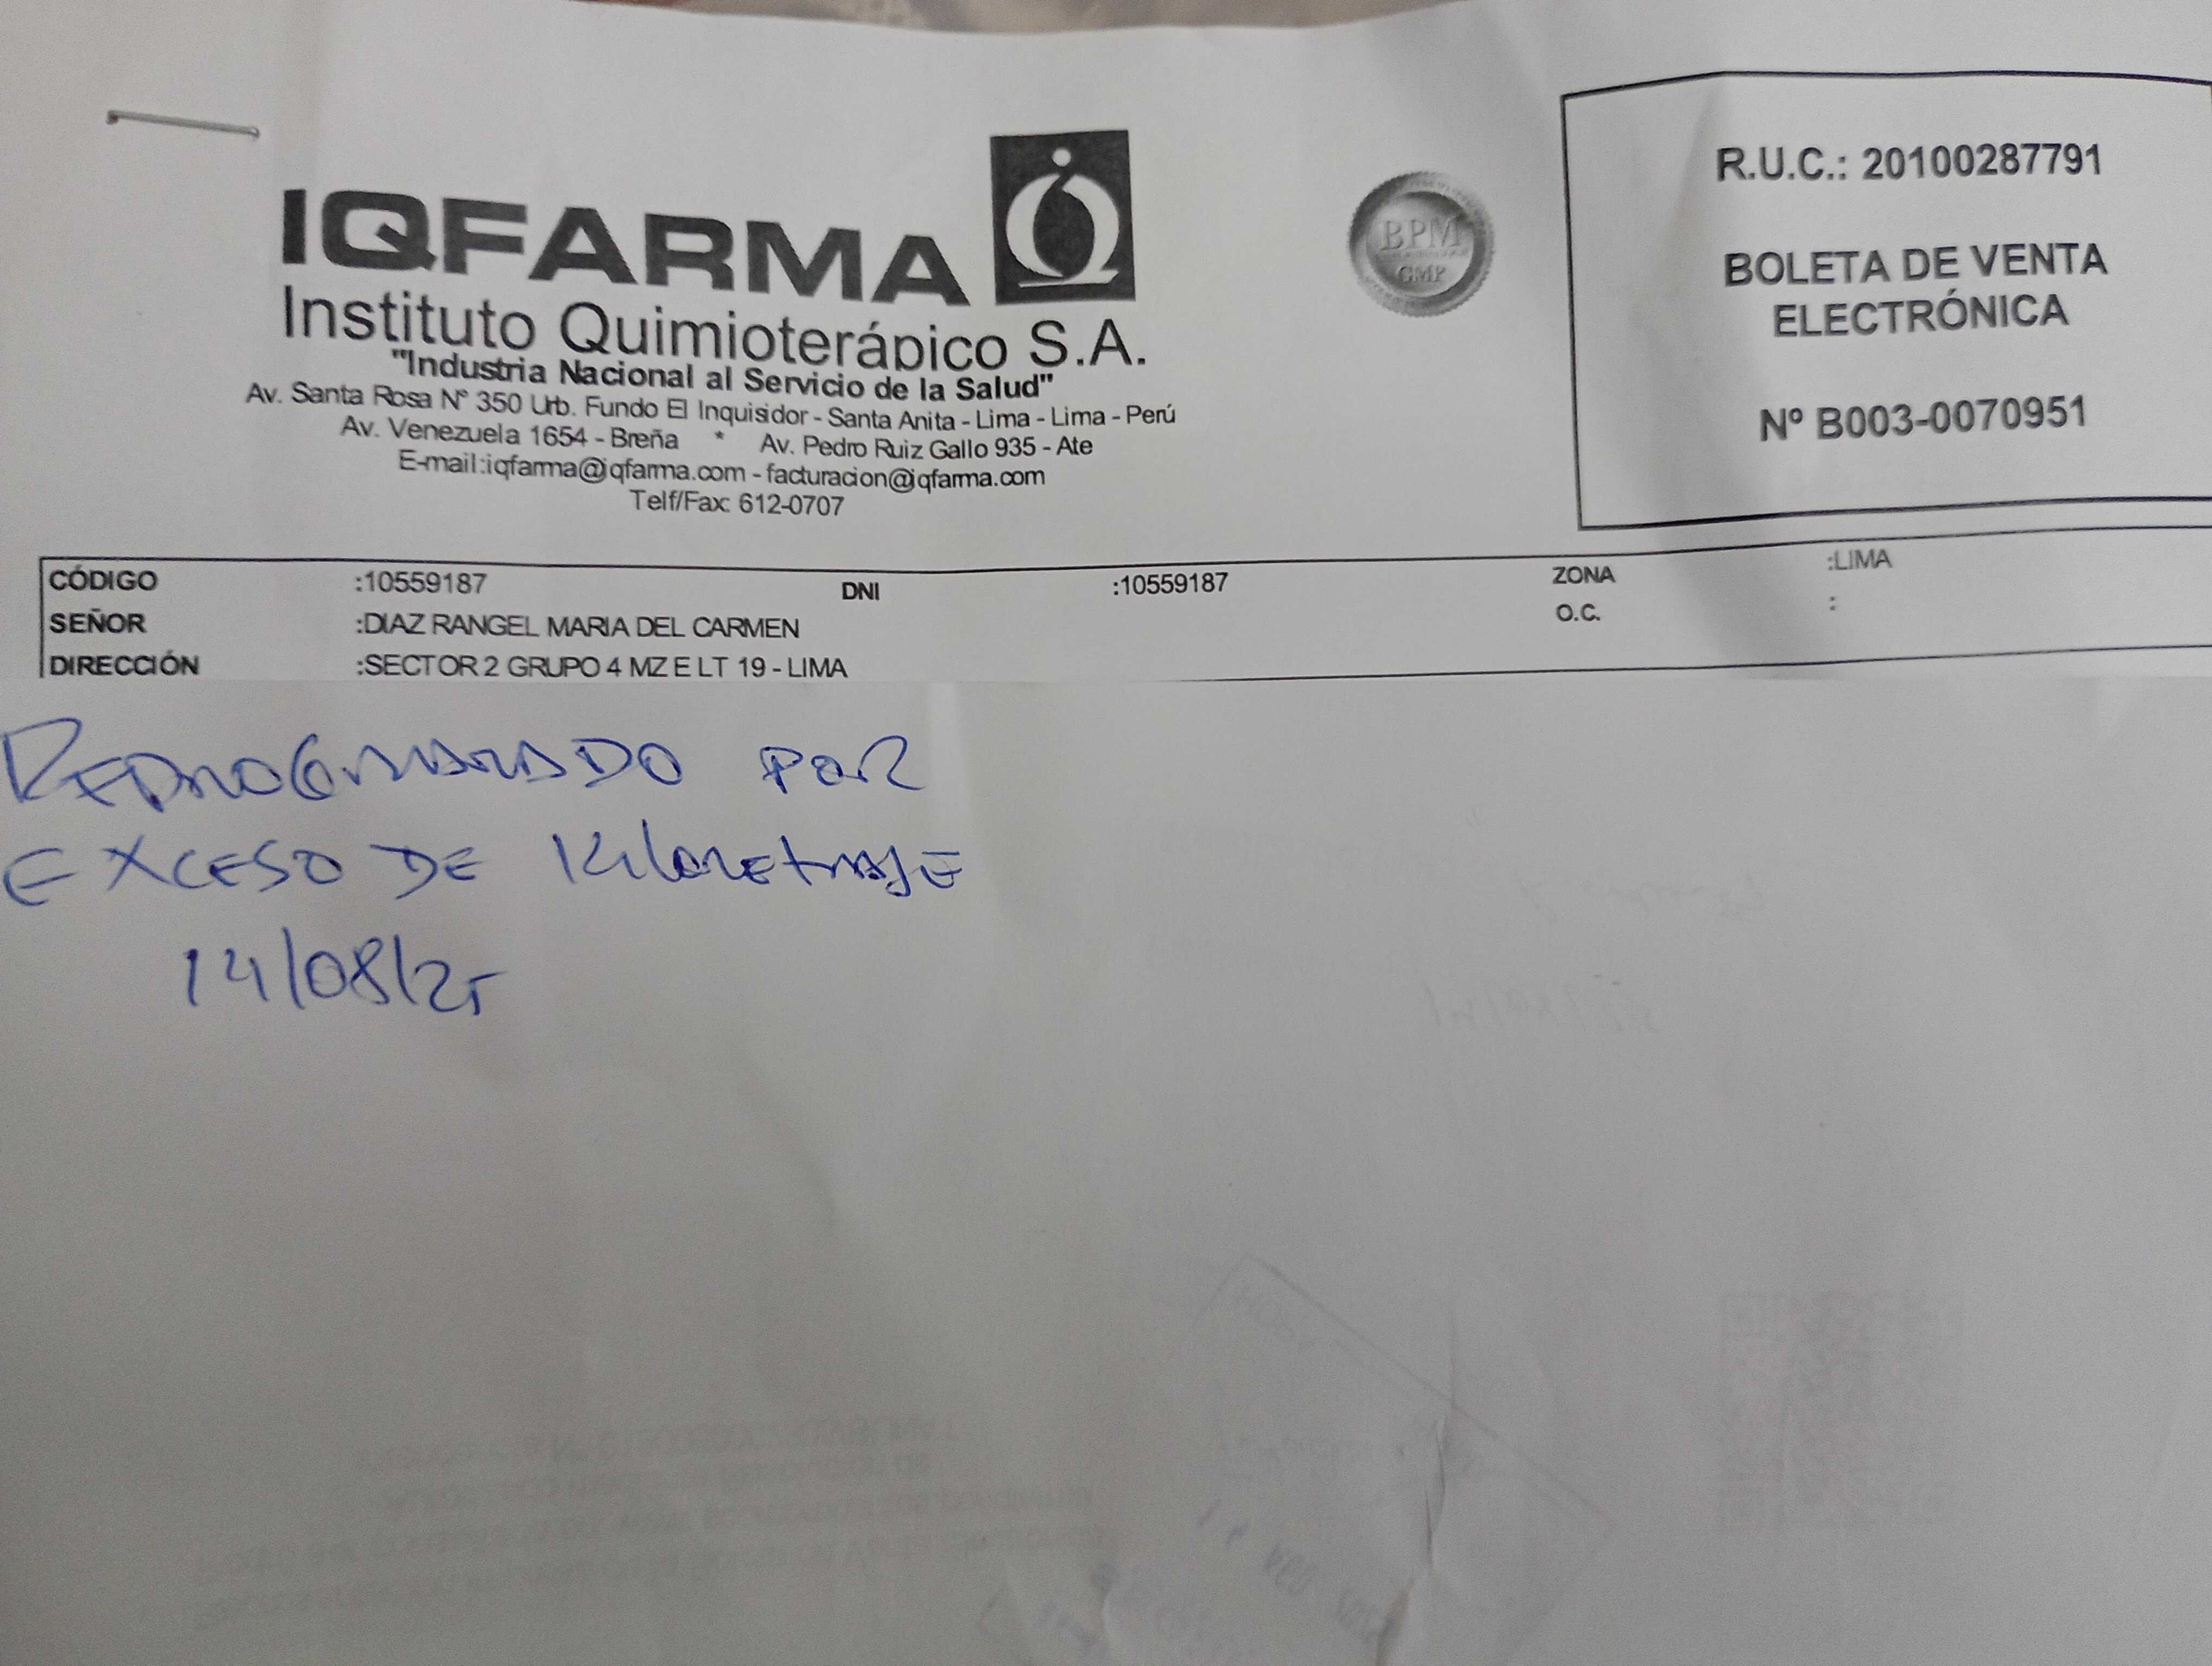 IQFARMA
Instituto Quimioterápico S.A.
"Industria Nacional al Servicio de la Salud"
Av. Santa Rosa Nº 350 Urb. Fundo El Inquisidor - Santa Anita - Lima - Lima - Perú
Av. Venezuela 1654 - Breña * Av. Pedro Ruiz Gallo 935 - Ate
E-mail:iqfarma@iqfarma.com - facturacion@iqfarma.com
Telf/Fax: 612-0707
BPM
GMP
R.U.C.: 20100287791
BOLETA DE VENTA
ELECTRÓNICA
Nº B003-0070951
CÓDIGO :10559187 DNI :10559187 ZONA :LIMA
SEÑOR :DIAZ RANGEL MARIA DEL CARMEN O.C. :
DIRECCIÓN :SECTOR 2 GRUPO 4 MZ E LT 19 - LIMA
REPROGRAMADO POR
EXCESO DE KilometrAJE
14/08/25